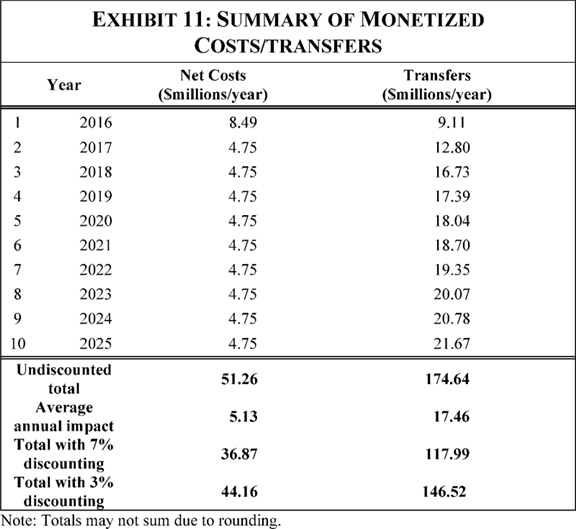 EXHIBIT 11: SUMMARY OF MONETIZED
COSTS/TRANSFERS
Year Net Costs ($millions/year) Transfers ($millions/year)
1 2016 8.49 9.11
2 2017 4.75 12.80
3 2018 4.75 16.73
4 2019 4.75 17.39
5 2020 4.75 18.04
6 2021 4.75 18.70
7 2022 4.75 19.35
8 2023 4.75 20.07
9 2024 4.75 20.78
10 2025 4.75 21.67
Undiscounted total 51.26 174.64
Average annual impact 5.13 17.46
Total with 7% discounting 36.87 117.99
Total with 3% discounting 44.16 146.52
Note: Totals may not sum due to rounding.